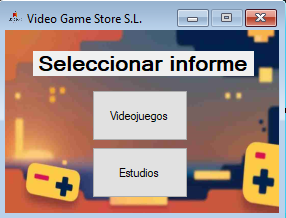 Video Game Store S.L.
Seleccionar informe
Videojuegos
Estudios